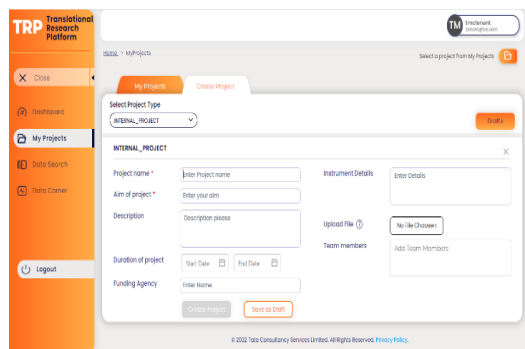 TRP Translational
Research
Platform
TM tmctenant
Home > MyProjects
Select a project from My Projects
X Close
My Projects
Create Project
Select Project Type
INTERNAL_PROJECT
Drafts
Dashboard
My Projects
Data Search
Data Corner
Logout
INTERNAL_PROJECT
X
Project name *
Enter Project name
Aim of project *
Enter your aim
Description
Description please
Duration of project
Start Date
End Date
Funding Agency
Enter Name
Instrument Details
Enter Details
Upload File ?
No File Choosen
Team members
Add Team Members
Create Project
Save as Draft
© 2022 Tata Consultancy Services Limited. All Rights Reserved. Privacy Policy.